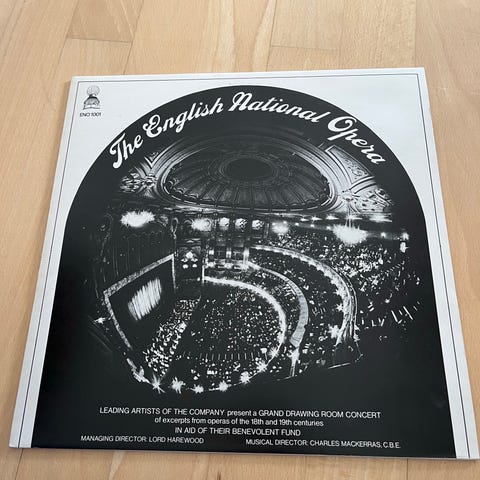 ENO 1001
The English National Opera
LEADING ARTISTS OF THE COMPANY present a GRAND DRAWING ROOM CONCERT
of excerpts from operas of the 18th and 19th centuries
IN AID OF THEIR BENEVOLENT FUND
MANAGING DIRECTOR: LORD HAREWOOD MUSICAL DIRECTOR: CHARLES MACKERRAS, C.B.E.